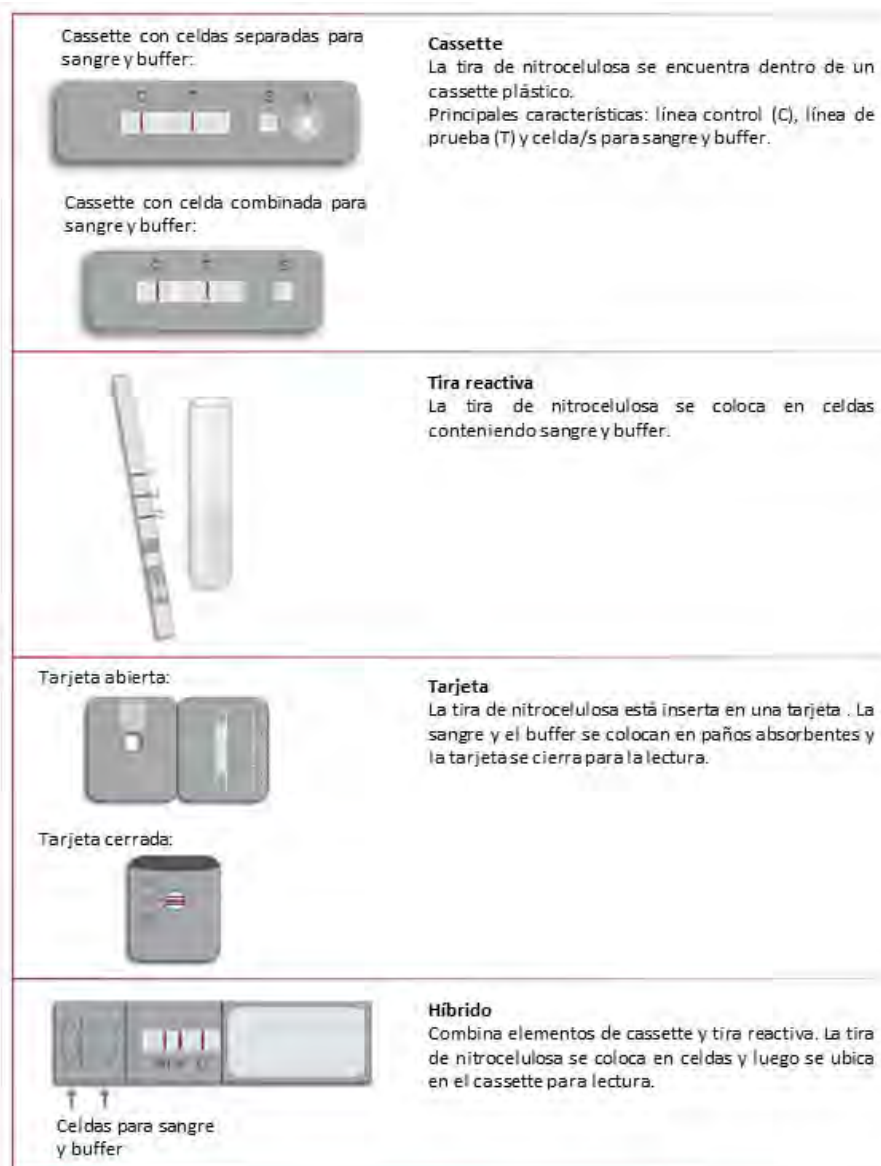 Cassette con celdas separadas para
sangre y buffer:
C T S
Cassette
La tira de nitrocelulosa se encuentra dentro de un
cassette plástico.
Principales características: línea control (C), línea de
prueba (T) y celda/s para sangre y buffer.
Cassette con celda combinada para
sangre y buffer:
C T S
Tira reactiva
La tira de nitrocelulosa se coloca en celdas
conteniendo sangre y buffer.
Tarjeta abierta:
Tarjeta
La tira de nitrocelulosa está inserta en una tarjeta . La
sangre y el buffer se colocan en paños absorbentes y
la tarjeta se cierra para la lectura.
Tarjeta cerrada:
Híbrido
Combina elementos de cassette y tira reactiva. La tira
de nitrocelulosa se coloca en celdas y luego se ubica
en el cassette para lectura.
Celdas para sangre
y buffer